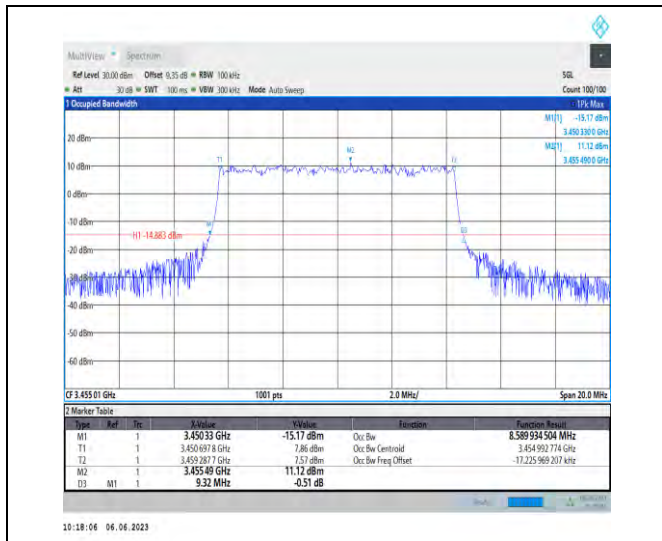 MultiView Spectrum
Ref Level 30.00 dBm Offset 9.35 dB RBW 100 kHz SGL
Att 30 dB SWT 100 ms VBW 300 kHz Mode Auto Sweep Count 100/100
1 Occupied Bandwidth 1Pk Max
M1[1] -15.17 dBm
3.450 330 0 GHz
M2[1] 11.12 dBm
3.455 490 0 GHz
20 dBm
M2
T1 T2
10 dBm
0 dBm
-10 dBm
M1
H1 -14.883 dBm D3
-20 dBm
-30 dBm
-40 dBm
-50 dBm
-60 dBm
CF 3.455 01 GHz 1001 pts 2.0 MHz/ Span 20.0 MHz
2 Marker Table
Type Ref Trc X-Value Y-Value Function Function Result
M1 1 3.450 33 GHz -15.17 dBm Occ Bw 8.589 934 504 MHz
T1 1 3.450 697 8 GHz 7.86 dBm Occ Bw Centroid 3.454 992 774 GHz
T2 1 3.459 287 7 GHz 7.57 dBm Occ Bw Freq Offset -17.225 969 207 kHz
M2 1 3.455 49 GHz 11.12 dBm
D3 M1 1 9.32 MHz -0.51 dB
10:18:06 06.06.2023